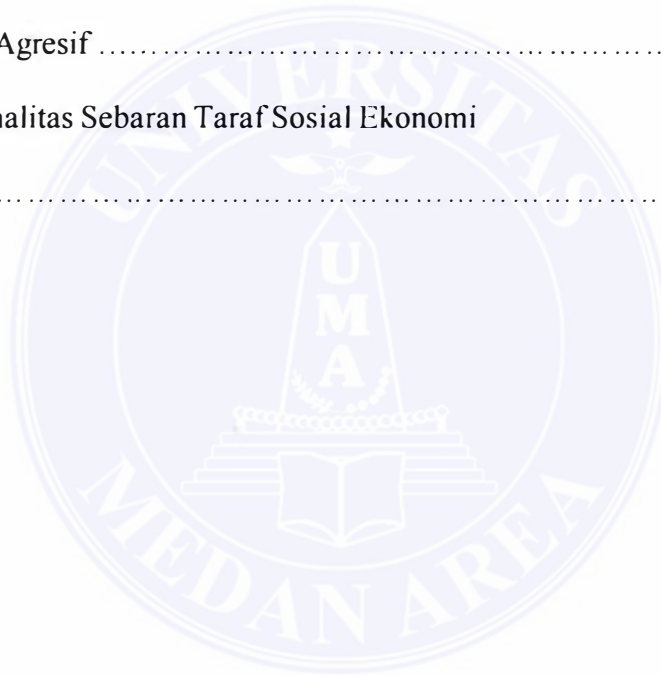 Agresif ……………………………………………………
nalitas Sebaran Taraf Sosial Ekonomi
……………………………………………………………
UNIVERSITAS
UMA
MEDAN AREA